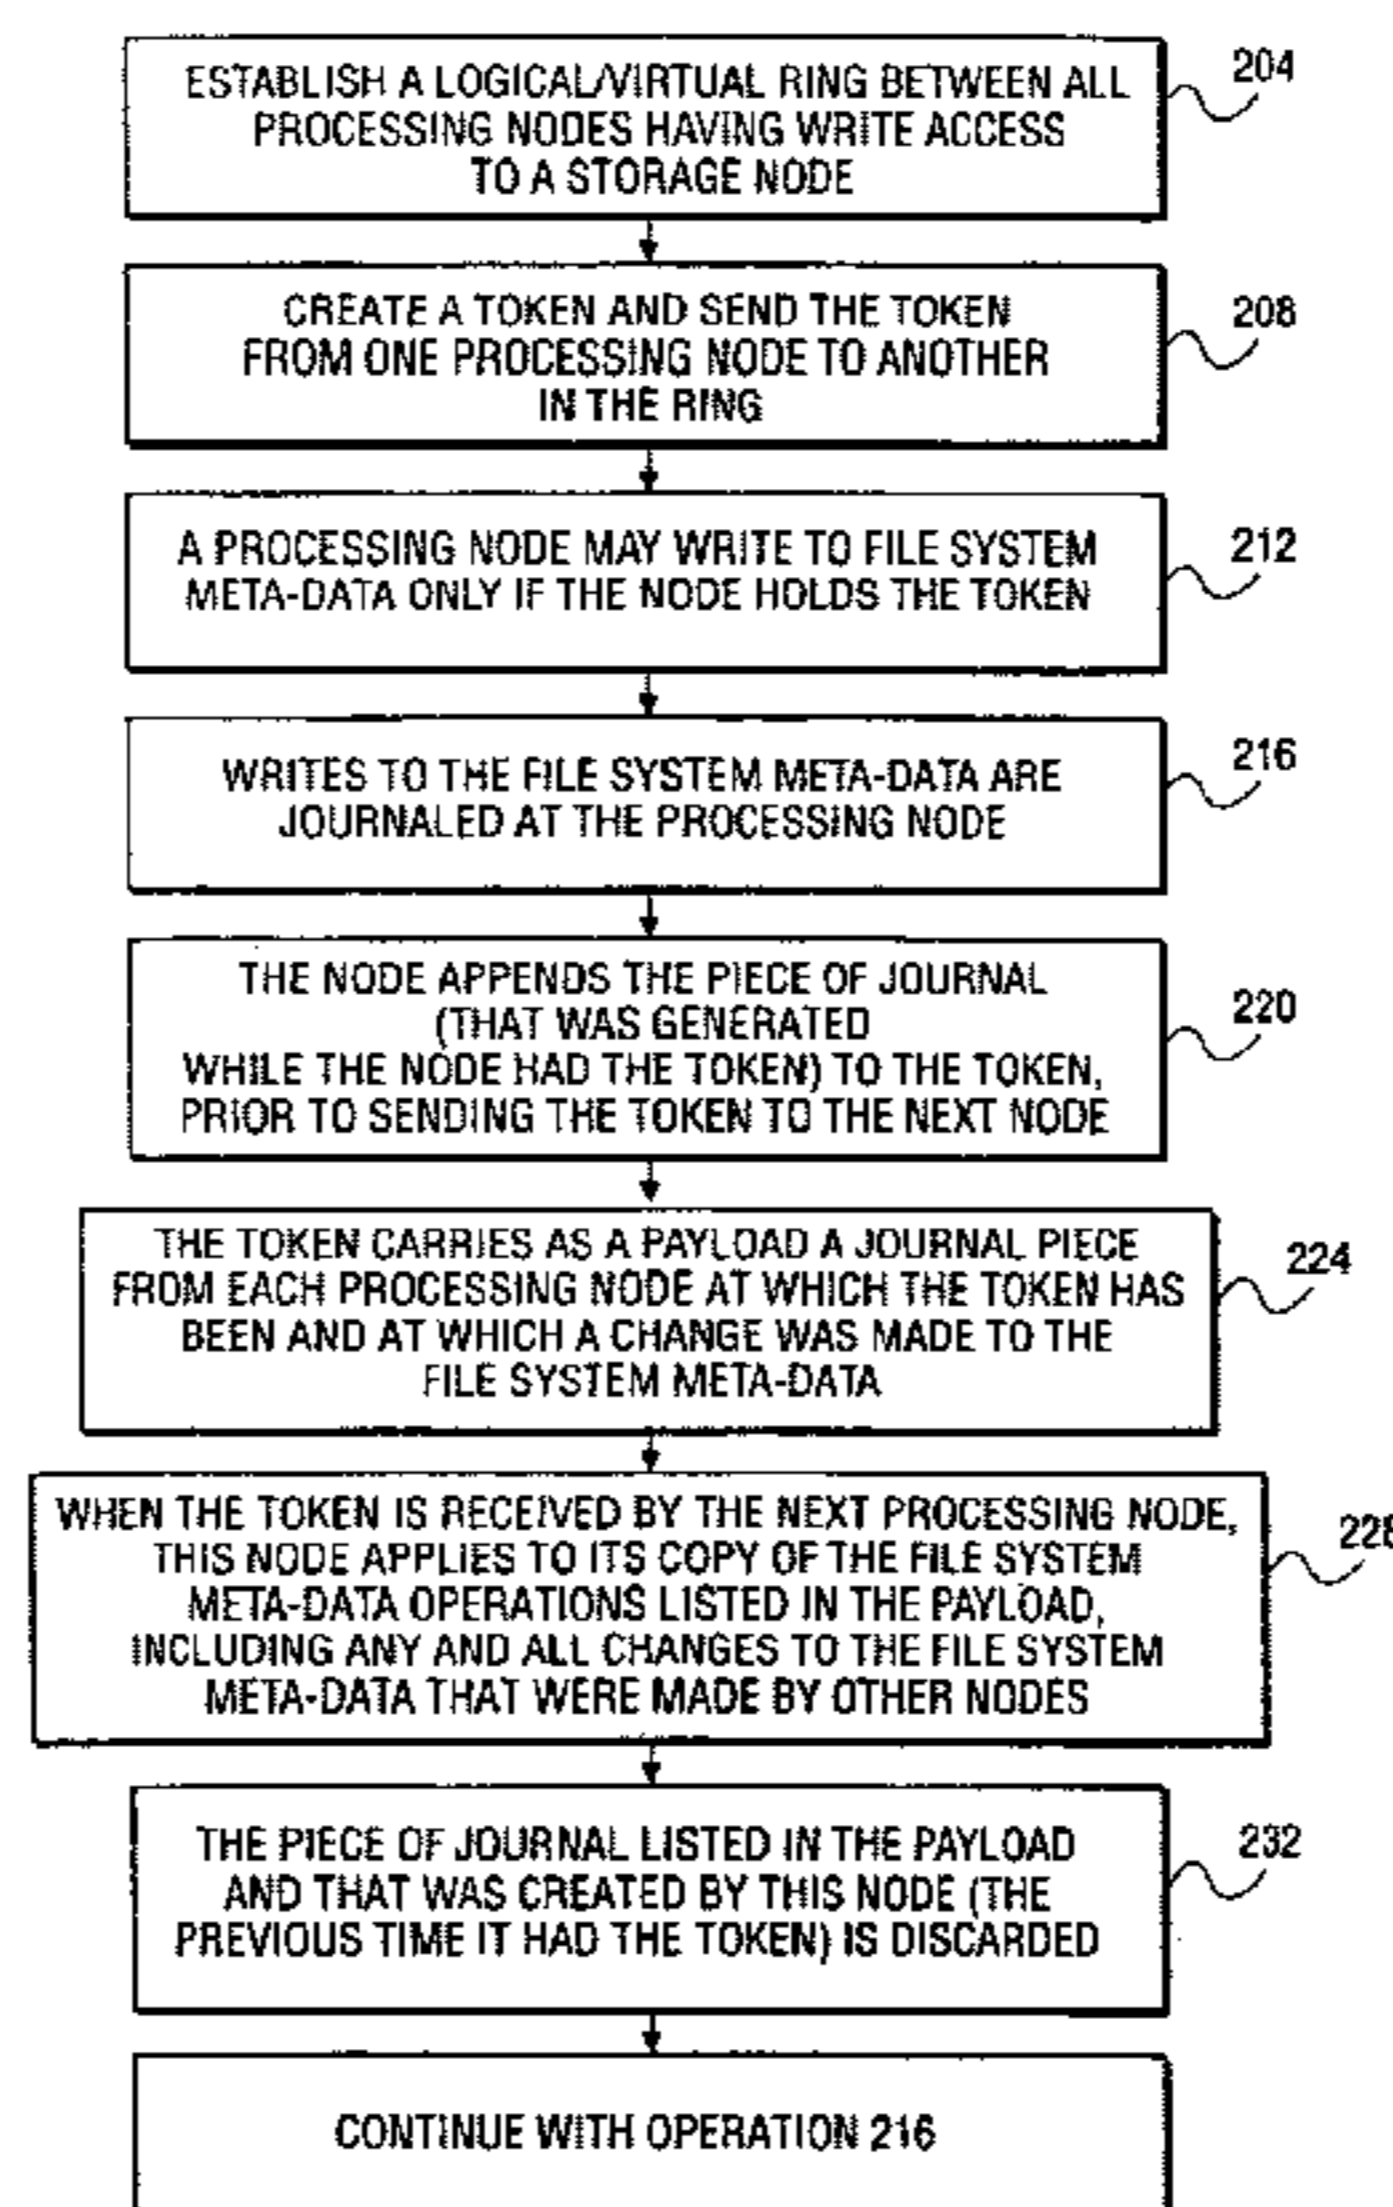 ESTABLISH A LOGICAL/VIRTUAL RING BETWEEN ALL
PROCESSING NODES HAVING WRITE ACCESS
TO A STORAGE NODE
204
CREATE A TOKEN AND SEND THE TOKEN
FROM ONE PROCESSING NODE TO ANOTHER
IN THE RING
208
A PROCESSING NODE MAY WRITE TO FILE SYSTEM
META-DATA ONLY IF THE NODE HOLDS THE TOKEN
212
WRITES TO THE FILE SYSTEM META-DATA ARE
JOURNALED AT THE PROCESSING NODE
216
THE NODE APPENDS THE PIECE OF JOURNAL
(THAT WAS GENERATED
WHILE THE NODE HAD THE TOKEN) TO THE TOKEN,
PRIOR TO SENDING THE TOKEN TO THE NEXT NODE
220
THE TOKEN CARRIES AS A PAYLOAD A JOURNAL PIECE
FROM EACH PROCESSING NODE AT WHICH THE TOKEN HAS
BEEN AND AT WHICH A CHANGE WAS MADE TO THE
FILE SYSTEM META-DATA
224
WHEN THE TOKEN IS RECEIVED BY THE NEXT PROCESSING NODE,
THIS NODE APPLIES TO ITS COPY OF THE FILE SYSTEM
META-DATA OPERATIONS LISTED IN THE PAYLOAD,
INCLUDING ANY AND ALL CHANGES TO THE FILE SYSTEM
META-DATA THAT WERE MADE BY OTHER NODES
228
THE PIECE OF JOURNAL LISTED IN THE PAYLOAD
AND THAT WAS CREATED BY THIS NODE (THE
PREVIOUS TIME IT HAD THE TOKEN) IS DISCARDED
232
CONTINUE WITH OPERATION 216